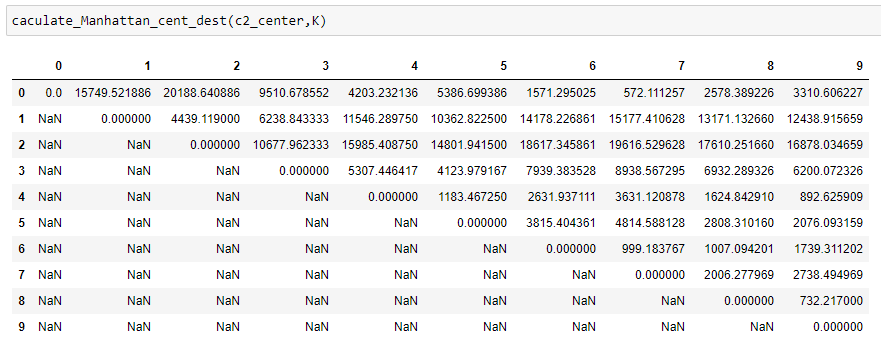 caculate_Manhattan_cent_dest(c2_center,K)
0 1 2 3 4 5 6 7 8 9
0 0.0 15749.521886 20188.640886 9510.678552 4203.232136 5386.699386 1571.295025 572.111257 2578.389226 3310.606227
1 NaN 0.000000 4439.119000 6238.843333 11546.289750 10362.822500 14178.226861 15177.410628 13171.132660 12438.915659
2 NaN NaN 0.000000 10677.962333 15985.408750 14801.941500 18617.345861 19616.529628 17610.251660 16878.034659
3 NaN NaN NaN 0.000000 5307.446417 4123.979167 7939.383528 8938.567295 6932.289326 6200.072326
4 NaN NaN NaN NaN 0.000000 1183.467250 2631.937111 3631.120878 1624.842910 892.625909
5 NaN NaN NaN NaN NaN 0.000000 3815.404361 4814.588128 2808.310160 2076.093159
6 NaN NaN NaN NaN NaN NaN 0.000000 999.183767 1007.094201 1739.311202
7 NaN NaN NaN NaN NaN NaN NaN 0.000000 2006.277969 2738.494969
8 NaN NaN NaN NaN NaN NaN NaN NaN 0.000000 732.217000
9 NaN NaN NaN NaN NaN NaN NaN NaN NaN 0.000000